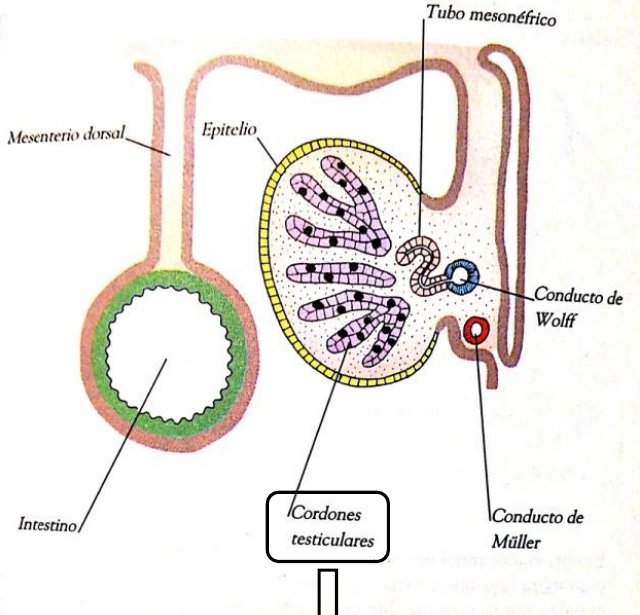 Tubo mesonéfrico
Mesenterio dorsal
Epitelio
Conducto de
Wolff
Intestino
Cordones
testiculares
Conducto de
Müller